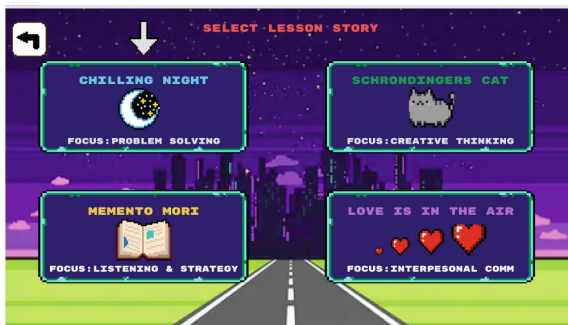 SELECT LESSON STORY
CHILLING NIGHT
FOCUS:PROBLEM SOLVING
SCHRONDINGERS CAT
FOCUS:CREATIVE THINKING
MEMENTO MORI
FOCUS:LISTENING & STRATEGY
LOVE IS IN THE AIR
FOCUS:INTERPESONAL COMM